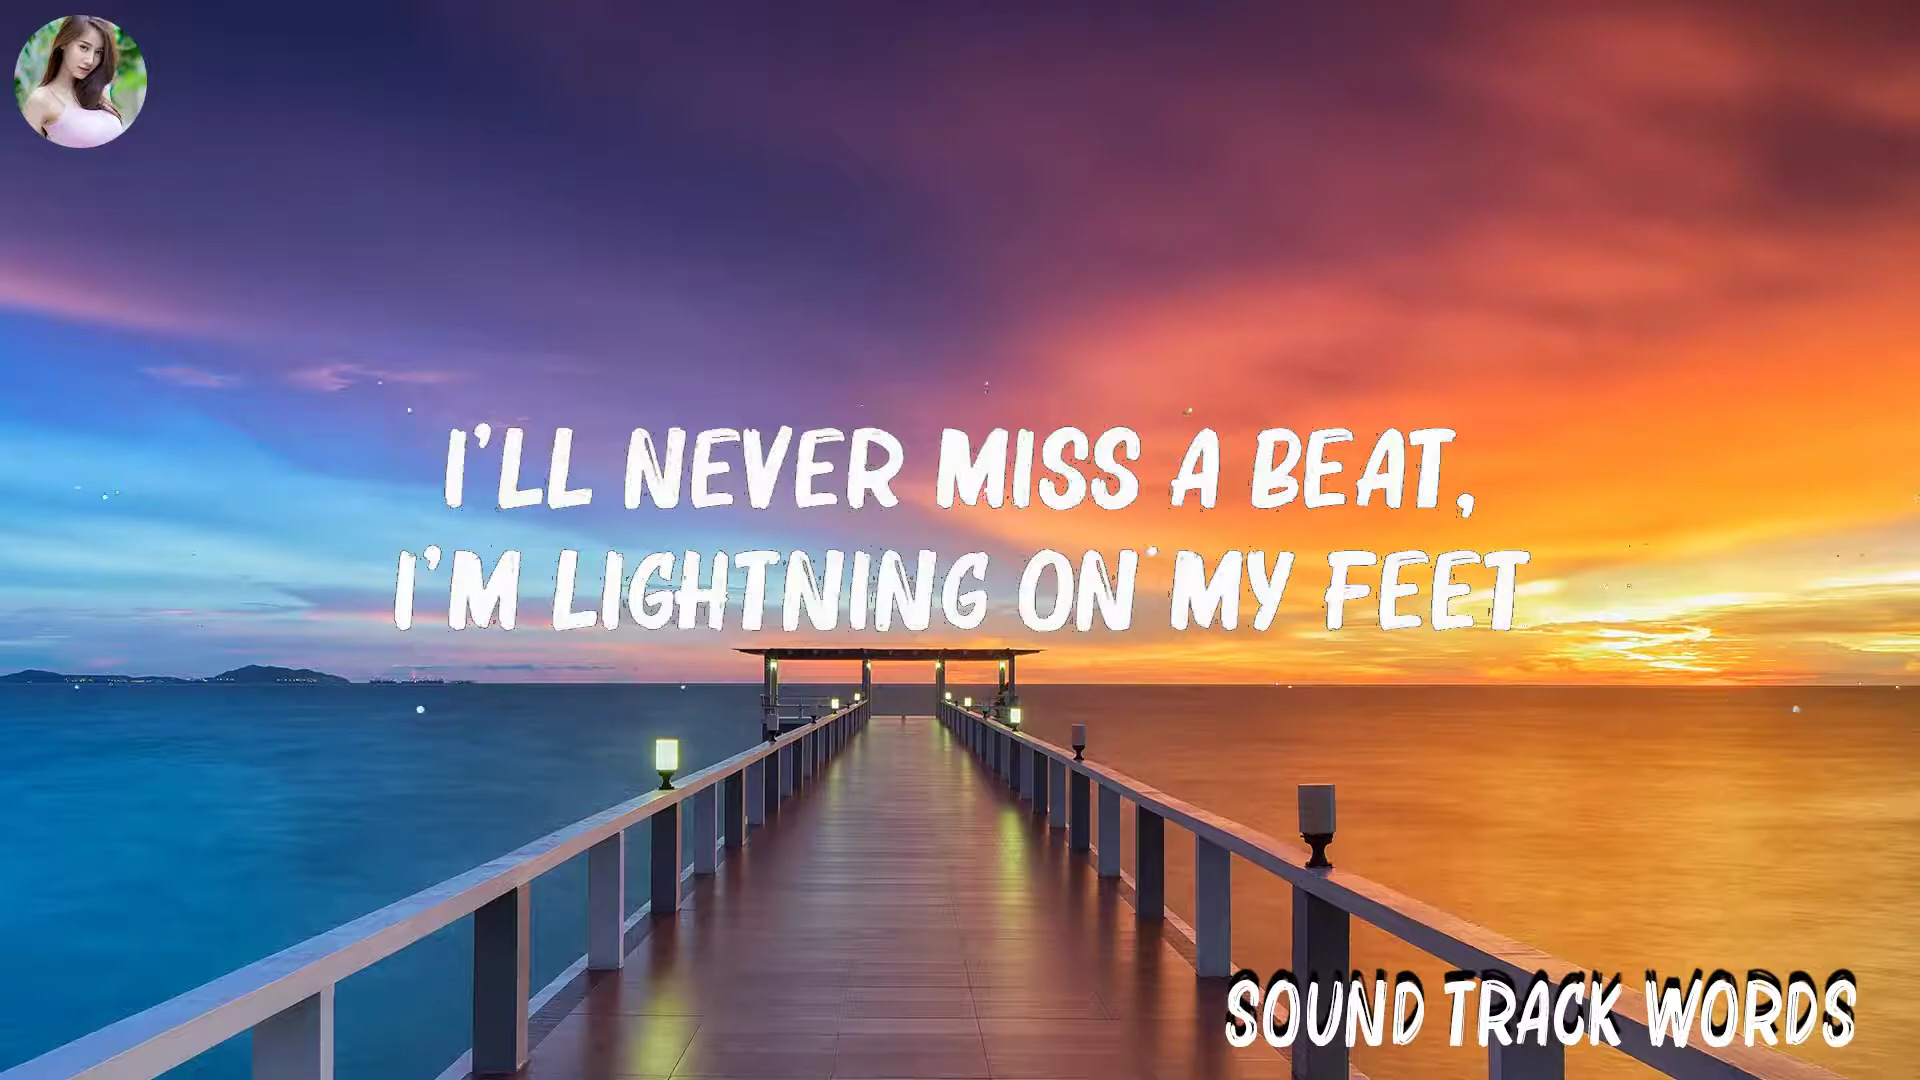 I'LL NEVER MISS A BEAT,
I'M LIGHTNING ON MY FEET
SOUND TRACK WORDS